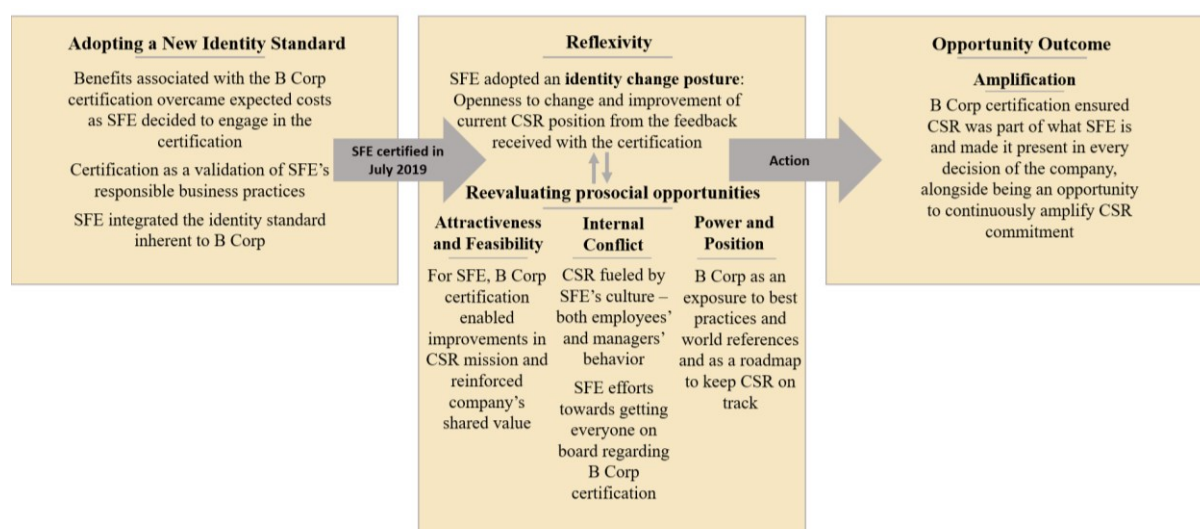 Adopting a New Identity Standard
Benefits associated with the B Corp
certification overcame expected costs
as SFE decided to engage in the
certification
Certification as a validation of SFE's
responsible business practices
SFE integrated the identity standard
inherent to B Corp
SFE certified in
July 2019
Reflexivity
SFE adopted an identity change posture:
Openness to change and improvement of
current CSR position from the feedback
received with the certification
Reevaluating prosocial opportunities
Attractiveness
and Feasibility
For SFE, B Corp
certification
enabled
improvements in
CSR mission and
reinforced
company's
shared value
Internal
Conflict
CSR fueled by
SFE's culture –
both employees'
and managers'
behavior
SFE efforts
towards getting
everyone on
board regarding
B Corp
certification
Power and
Position
B Corp as an
exposure to best
practices and
world references
and as a roadmap
to keep CSR on
track
Action
Opportunity Outcome
Amplification
B Corp certification ensured
CSR was part of what SFE is
and made it present in every
decision of the company,
alongside being an opportunity
to continuously amplify CSR
commitment